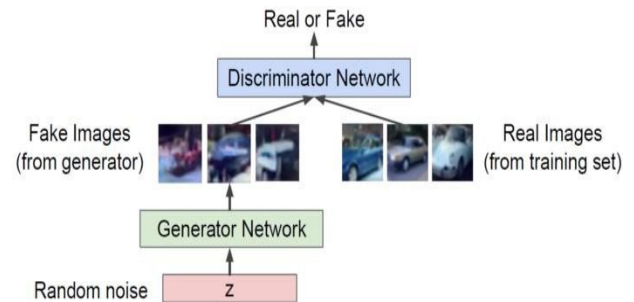 Real or Fake
Discriminator Network
Fake Images
(from generator)
Real Images
(from training set)
Generator Network
Random noise
z